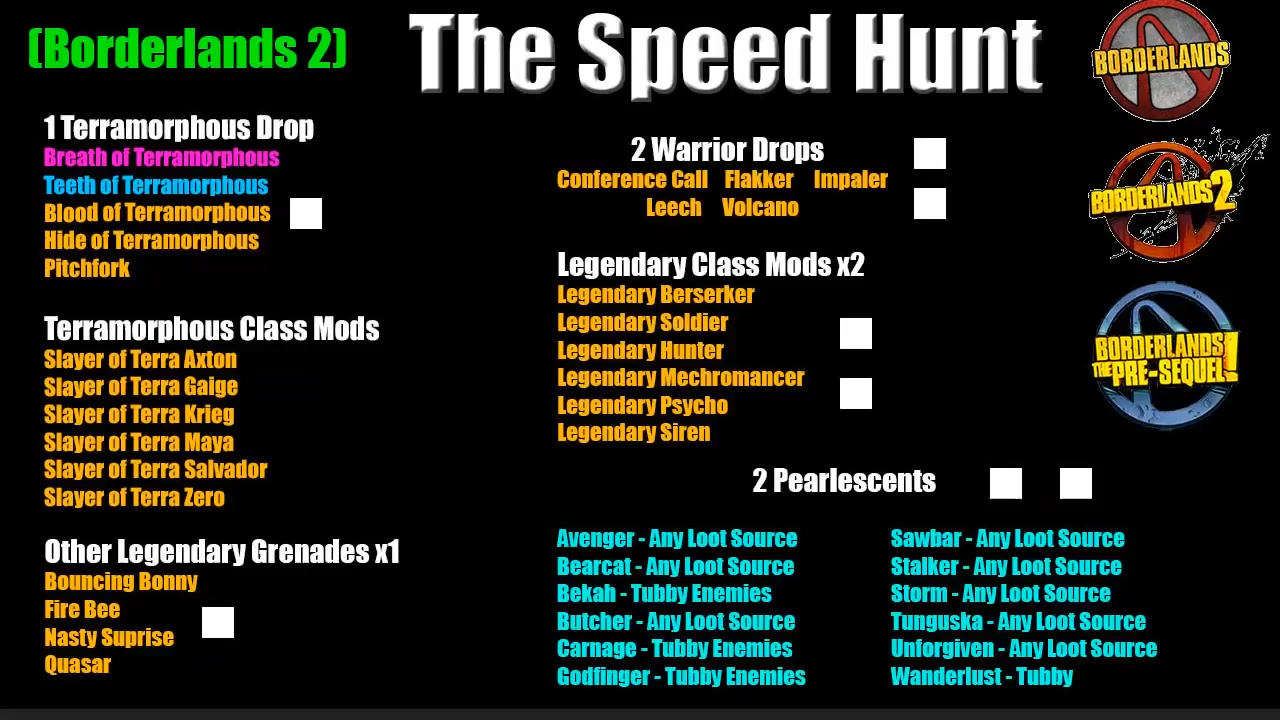 (Borderlands 2)
The Speed Hunt
BORDERLANDS
1 Terramorphous Drop
Breath of Terramorphous
Teeth of Terramorphous
Blood of Terramorphous
Hide of Terramorphous
Pitchfork
Terramorphous Class Mods
Slayer of Terra Axton
Slayer of Terra Gaige
Slayer of Terra Krieg
Slayer of Terra Maya
Slayer of Terra Salvador
Slayer of Terra Zero
Other Legendary Grenades x1
Bouncing Bonny
Fire Bee
Nasty Suprise
Quasar
2 Warrior Drops
Conference Call Flakker Impaler
Leech Volcano
Legendary Class Mods x2
Legendary Berserker
Legendary Soldier
Legendary Hunter
Legendary Mechromancer
Legendary Psycho
Legendary Siren
2 Pearlescents
Avenger - Any Loot Source
Bearcat - Any Loot Source
Bekah - Tubby Enemies
Butcher - Any Loot Source
Carnage - Tubby Enemies
Godfinger - Tubby Enemies
Sawbar - Any Loot Source
Stalker - Any Loot Source
Storm - Any Loot Source
Tunguska - Any Loot Source
Unforgiven - Any Loot Source
Wanderlust - Tubby
BORDERLANDS 2
BORDERLANDS
THE PRE-SEQUEL!